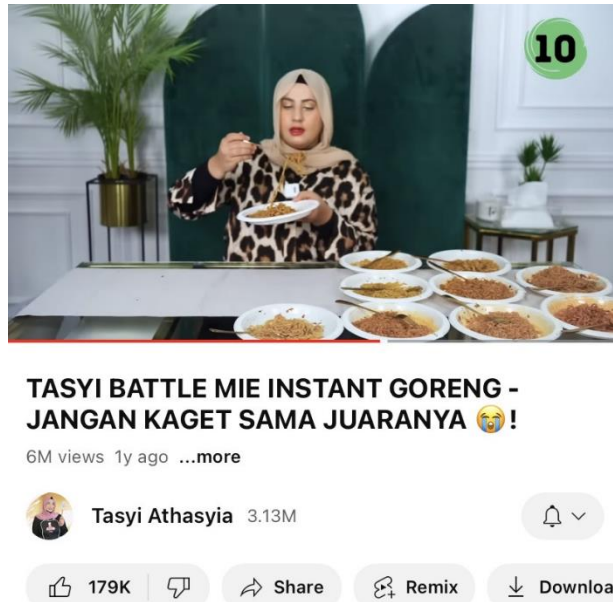 10
TASYI BATTLE MIE INSTANT GORENG -
JANGAN KAGET SAMA JUARANYA 😭!
6M views 1y ago ...more
Tasyi Athasyia 3.13M
179K Share Remix Downloa